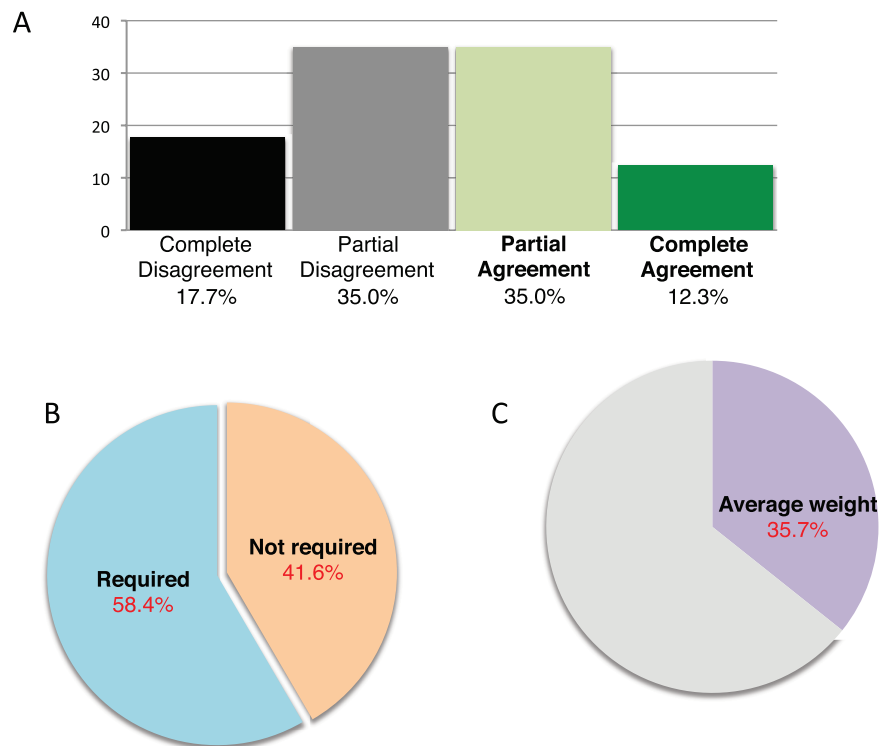 A
40
30
20
10
0
Complete Disagreement 17.7%
Partial Disagreement 35.0%
Partial Agreement 35.0%
Complete Agreement 12.3%
B
Required
58.4%
Not required
41.6%
C
Average weight
35.7%